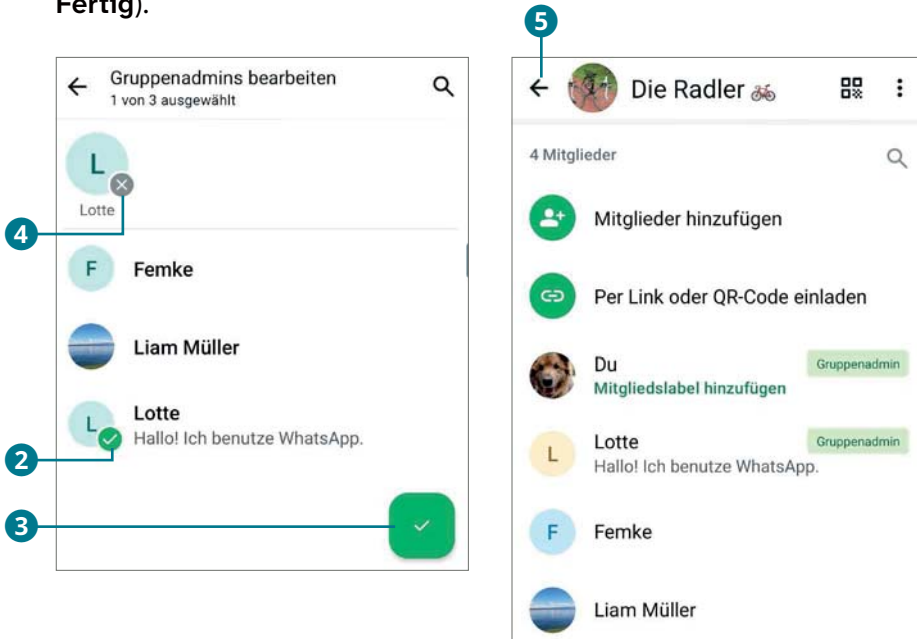 Fertig).
5
Gruppenadmins bearbeiten
1 von 3 ausgewählt
L
Lotte
4
F Femke
Liam Müller
L Lotte
Hallo! Ich benutze WhatsApp.
2
3
Die Radler
4 Mitglieder
Mitglieder hinzufügen
Per Link oder QR-Code einladen
Du Gruppenadmin
Mitgliedslabel hinzufügen
L Lotte Gruppenadmin
Hallo! Ich benutze WhatsApp.
F Femke
Liam Müller